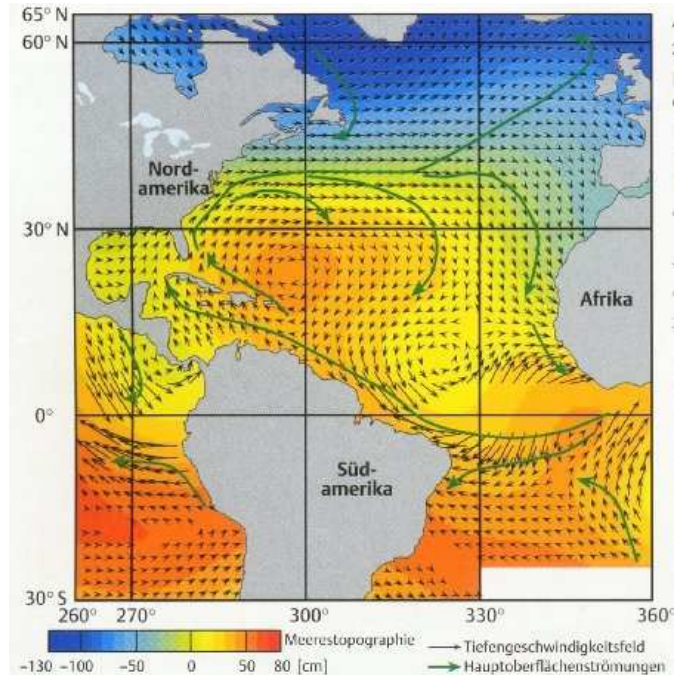 65° N
60° N
Nord-
amerika
30° N
Afrika
0°
Süd-
amerika
30° S
260° 270° 300° 330° 360°
Meerestopographie
-130 -100 -50 0 50 80 [cm]
Tiefengeschwindigkeitsfeld
Hauptoberflächenströmungen